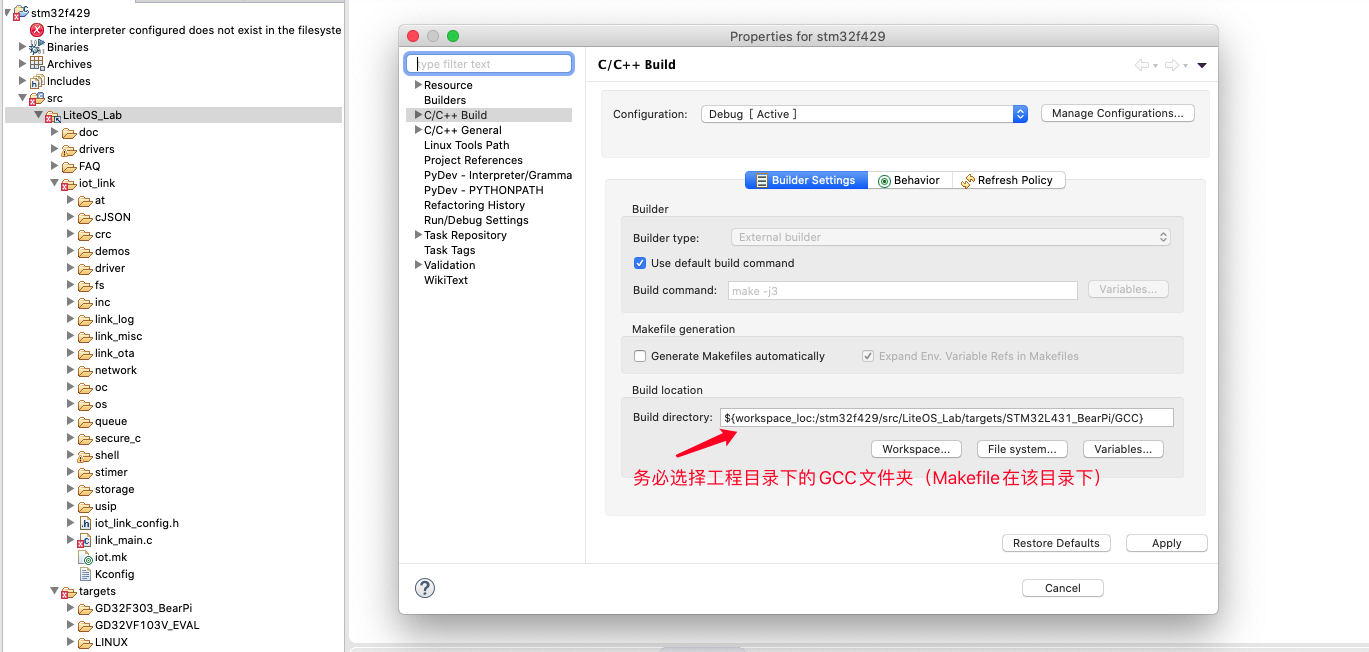 stm32f429
The interpreter configured does not exist in the filesyste
Binaries
Archives
Includes
src
LiteOS_Lab
doc
drivers
FAQ
iot_link
at
cJSON
crc
demos
driver
fs
inc
link_log
link_misc
link_ota
network
oc
os
queue
secure_c
shell
stimer
storage
usip
iot_link_config.h
link_main.c
iot.mk
Kconfig
targets
GD32F303_BearPi
GD32VF103V_EVAL
LINUX
Properties for stm32f429
type filter text
Resource
Builders
C/C++ Build
C/C++ General
Linux Tools Path
Project References
PyDev - Interpreter/Gramma
PyDev - PYTHONPATH
Refactoring History
Run/Debug Settings
Task Repository
Task Tags
Validation
WikiText
C/C++ Build
Configuration: Debug [ Active ] Manage Configurations...
Builder Settings Behavior Refresh Policy
Builder
Builder type: External builder
Use default build command
Build command: make -j3 Variables...
Makefile generation
Generate Makefiles automatically Expand Env. Variable Refs in Makefiles
Build location
Build directory: ${workspace_loc:/stm32f429/src/LiteOS_Lab/targets/STM32L431_BearPi/GCC}
Workspace... File system... Variables...
务必选择工程目录下的GCC文件夹（Makefile在该目录下）
Restore Defaults Apply
? Cancel